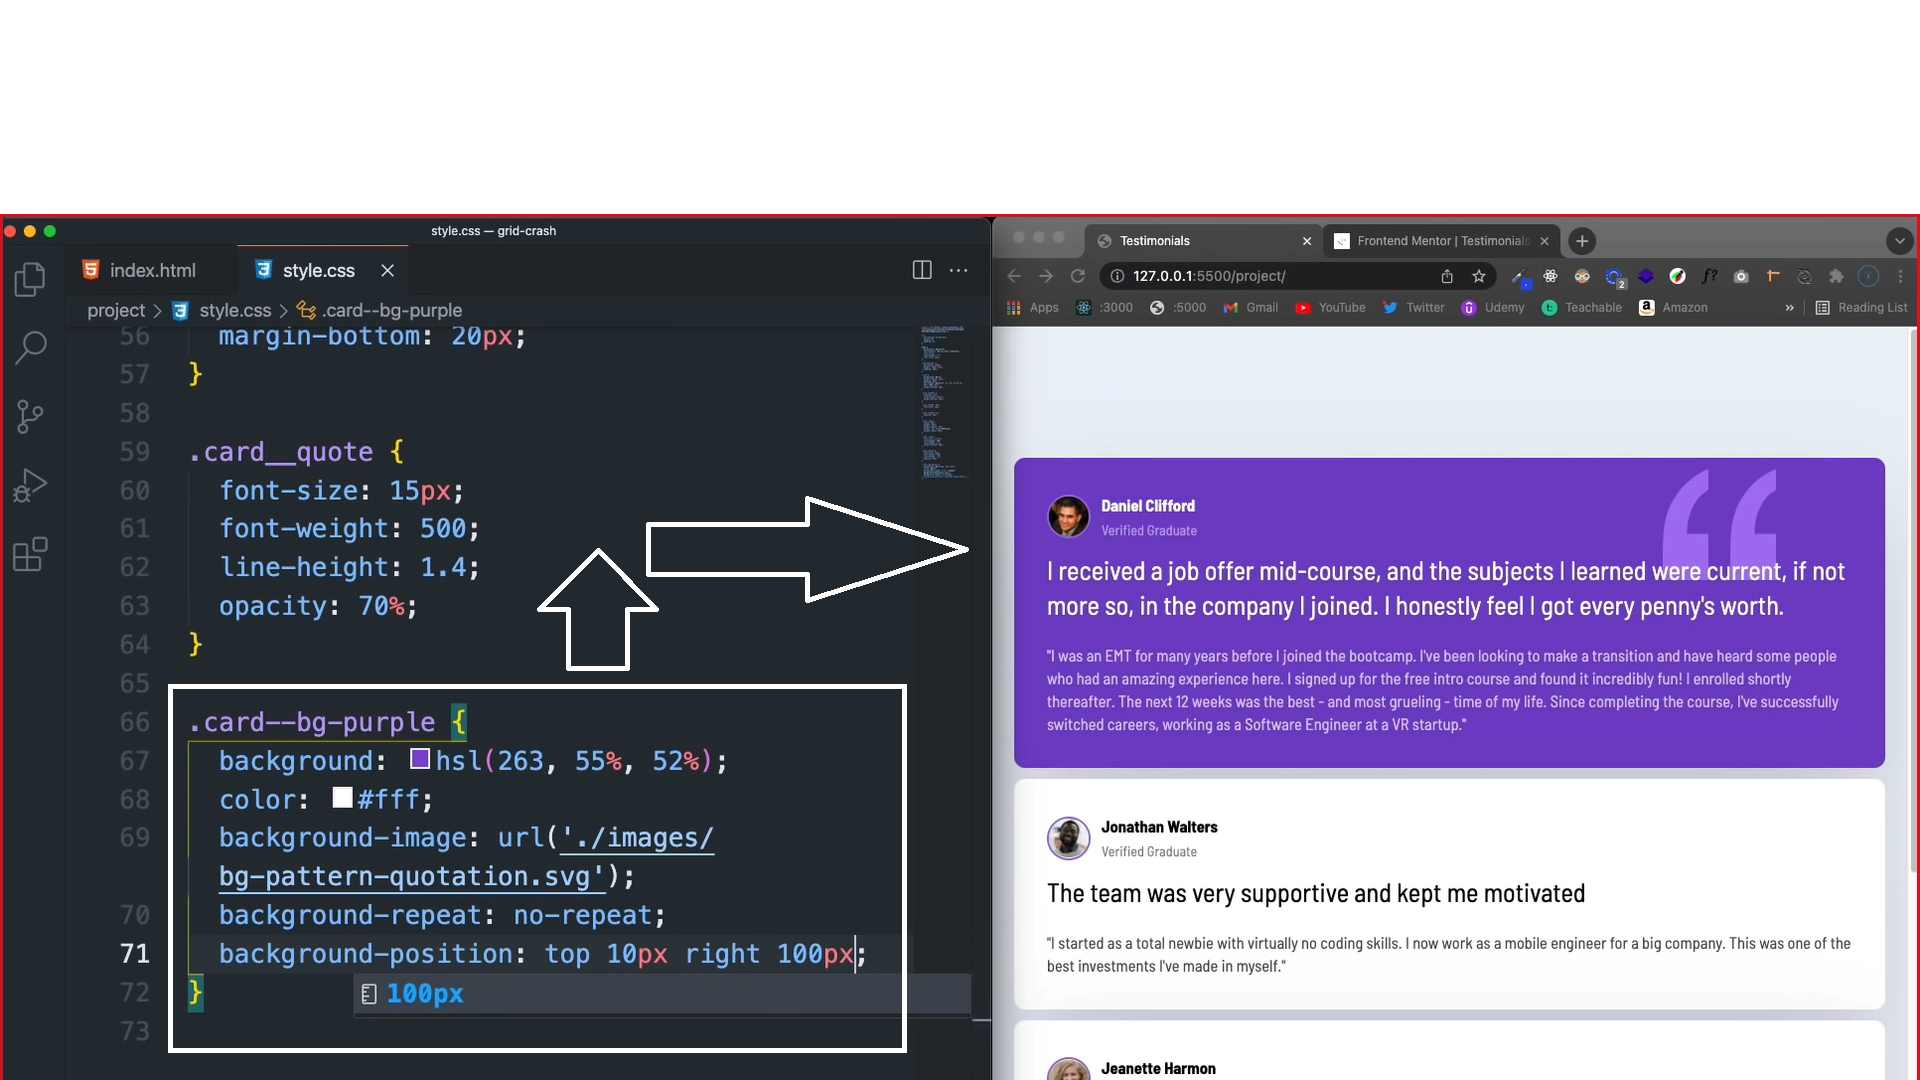 style.css — grid-crash
index.html
style.css
project > style.css > .card--bg-purple
56 margin-bottom: 20px;
57 }
58
59 .card__quote {
60 font-size: 15px;
61 font-weight: 500;
62 line-height: 1.4;
63 opacity: 70%;
64 }
65
66 .card--bg-purple {
67 background: hsl(263, 55%, 52%);
68 color: #fff;
69 background-image: url('./images/
bg-pattern-quotation.svg');
70 background-repeat: no-repeat;
71 background-position: top 10px right 100px;
72 }
100px
73
Testimonials
Frontend Mentor | Testimonials
127.0.0.1:5500/project/
f?
2
Apps :3000 :5000 Gmail YouTube Twitter Udemy Teachable Amazon » Reading List
“
Daniel Clifford
Verified Graduate
I received a job offer mid-course, and the subjects I learned were current, if not
more so, in the company I joined. I honestly feel I got every penny's worth.
"I was an EMT for many years before I joined the bootcamp. I've been looking to make a transition and have heard some people
who had an amazing experience here. I signed up for the free intro course and found it incredibly fun! I enrolled shortly
thereafter. The next 12 weeks was the best - and most grueling - time of my life. Since completing the course, I've successfully
switched careers, working as a Software Engineer at a VR startup."
Jonathan Walters
Verified Graduate
The team was very supportive and kept me motivated
"I started as a total newbie with virtually no coding skills. I now work as a mobile engineer for a big company. This was one of the
best investments I've made in myself."
Jeanette Harmon